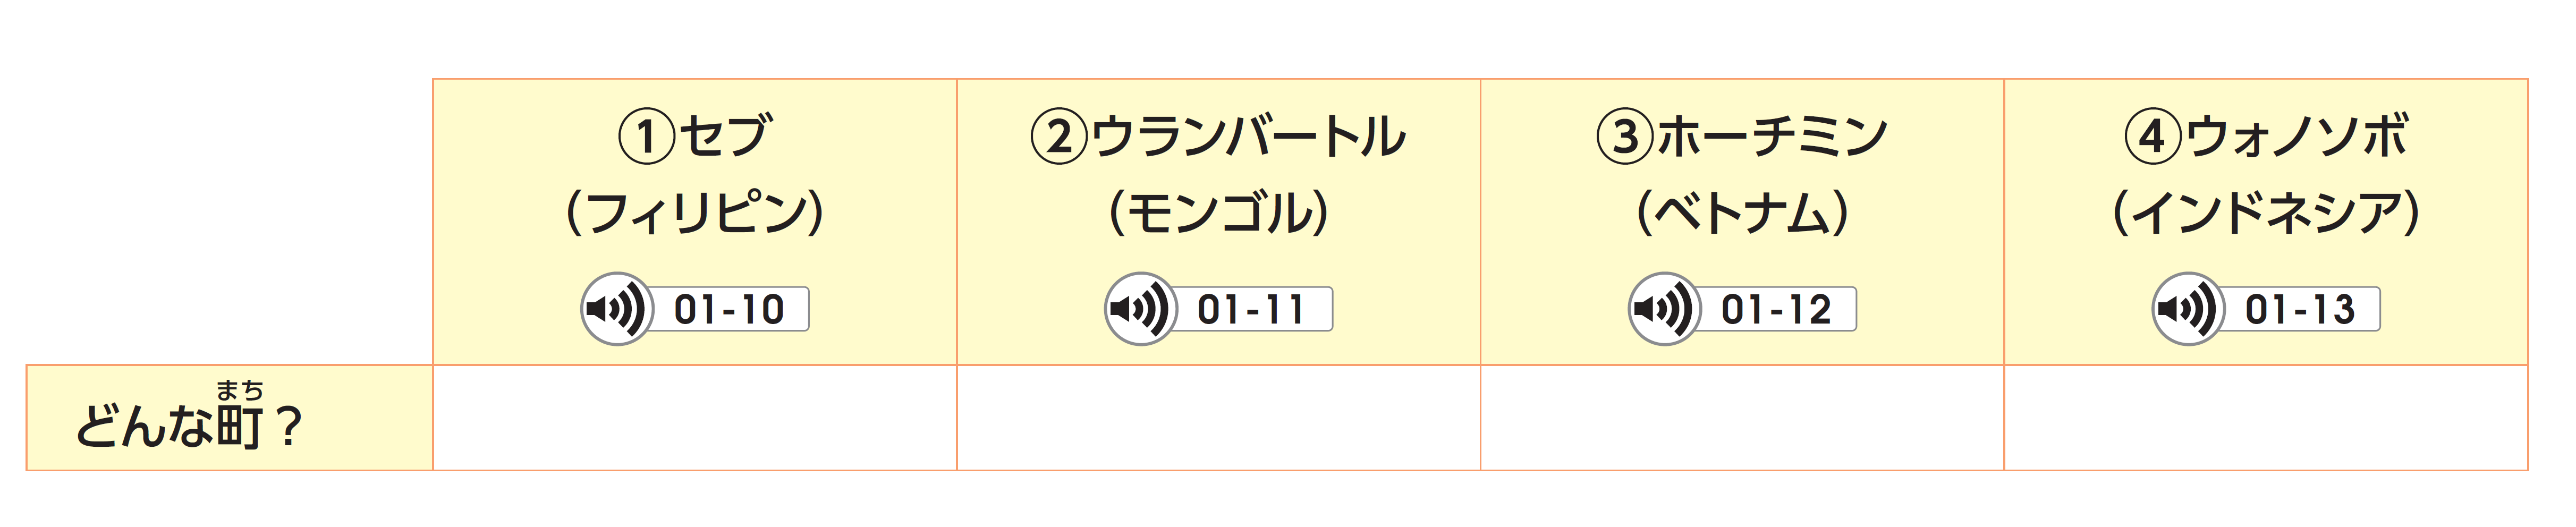 ①セブ
（フィリピン）
01-10
②ウランバートル
（モンゴル）
01-11
③ホーチミン
（ベトナム）
01-12
④ウォノソボ
（インドネシア）
01-13
まち
どんな町？